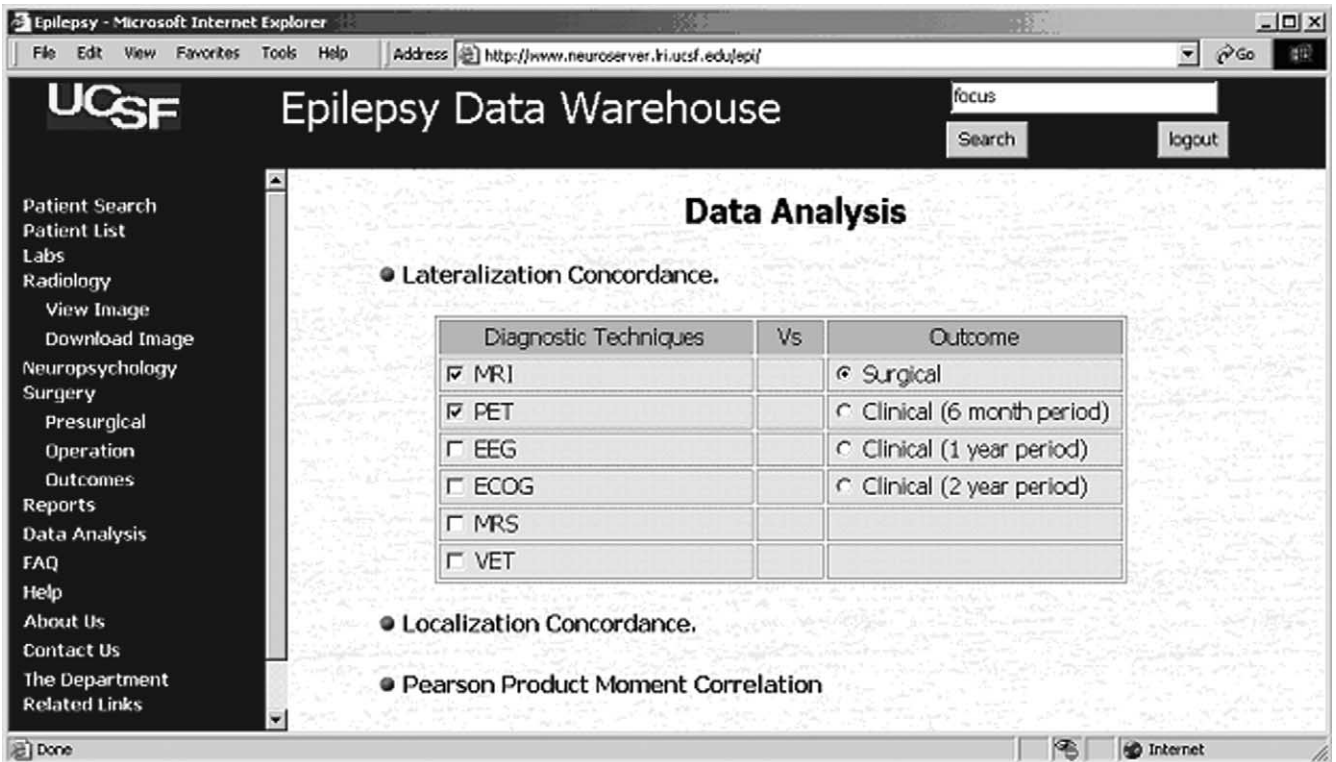 Epilepsy - Microsoft Internet Explorer
File Edit View Favorites Tools Help Address http://www.neuroserver.lri.ucsf.edu/epi/ Go
UCSF Epilepsy Data Warehouse focus
Search logout
Patient Search
Patient List
Labs
Radiology
View Image
Download Image
Neuropsychology
Surgery
Presurgical
Operation
Outcomes
Reports
Data Analysis
FAQ
Help
About Us
Contact Us
The Department
Related Links
Data Analysis
Lateralization Concordance.
Diagnostic Techniques Vs Outcome
MRI Surgical
PET Clinical (6 month period)
EEG Clinical (1 year period)
ECOG Clinical (2 year period)
MRS
VET
Localization Concordance.
Pearson Product Moment Correlation
Done Internet